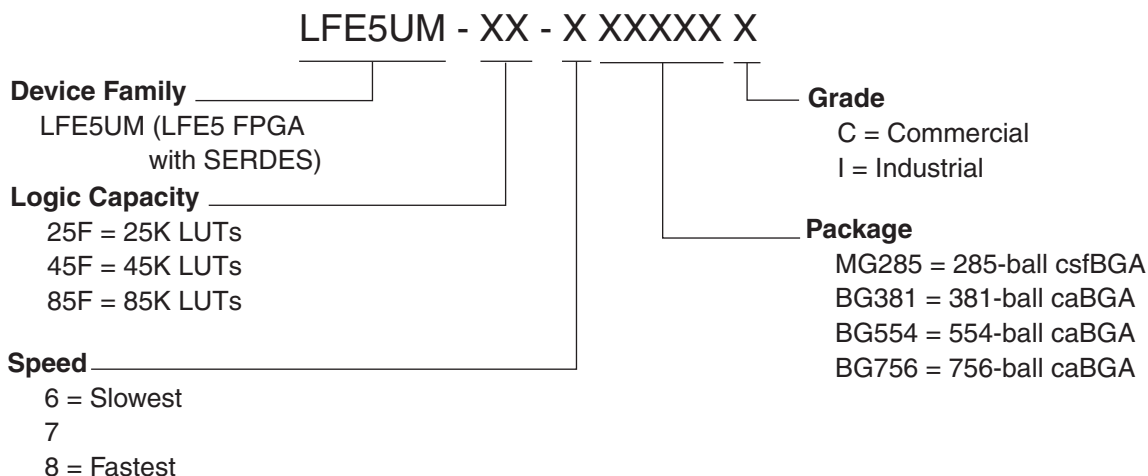 LFE5UM - XX - X XXXXX X
Device Family
LFE5UM (LFE5 FPGA
with SERDES)
Logic Capacity
25F = 25K LUTs
45F = 45K LUTs
85F = 85K LUTs
Speed
6 = Slowest
7
8 = Fastest
Grade
C = Commercial
I = Industrial
Package
MG285 = 285-ball csfBGA
BG381 = 381-ball caBGA
BG554 = 554-ball caBGA
BG756 = 756-ball caBGA